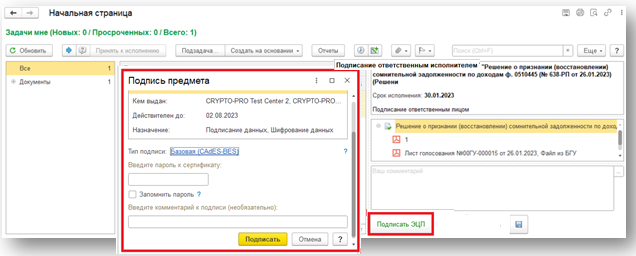 Начальная страница
Задачи мне (Новых: 0 / Просроченных: 0 / Всего: 1)
Обновить
Принять к исполнению
Подзадача...
Создать на основании
Отчеты
Поиск (Ctrl+F)
Еще
?
Все 1
Документы 1
Подпись предмета
Кем выдан: CRYPTO-PRO Test Center 2, CRYPTO-PRO...
Действителен до: 02.08.2023
Назначение: Подписание данных, Шифрование данных
Тип подписи: Базовая (CAdES-BES) ?
Введите пароль к сертификату:
Запомнить пароль ?
Введите комментарий к подписи (необязательно):
Подписать
Отмена
?
Подписание ответственным исполнителем "Решение о признании (восстановлении)
сомнительной задолженности по доходам ф. 0510445 (№ 638-РП от 26.01.2023)
(Решени
Срок исполнения: 30.01.2023
Подписание ответственным лицом
Решение о признании (восстановлении) сомнительной задолженности по доход
1
Лист голосования №00ГУ-000015 от 26.01.2023. Файл из БГУ
Ваш комментарий
...
Подписать ЭЦП